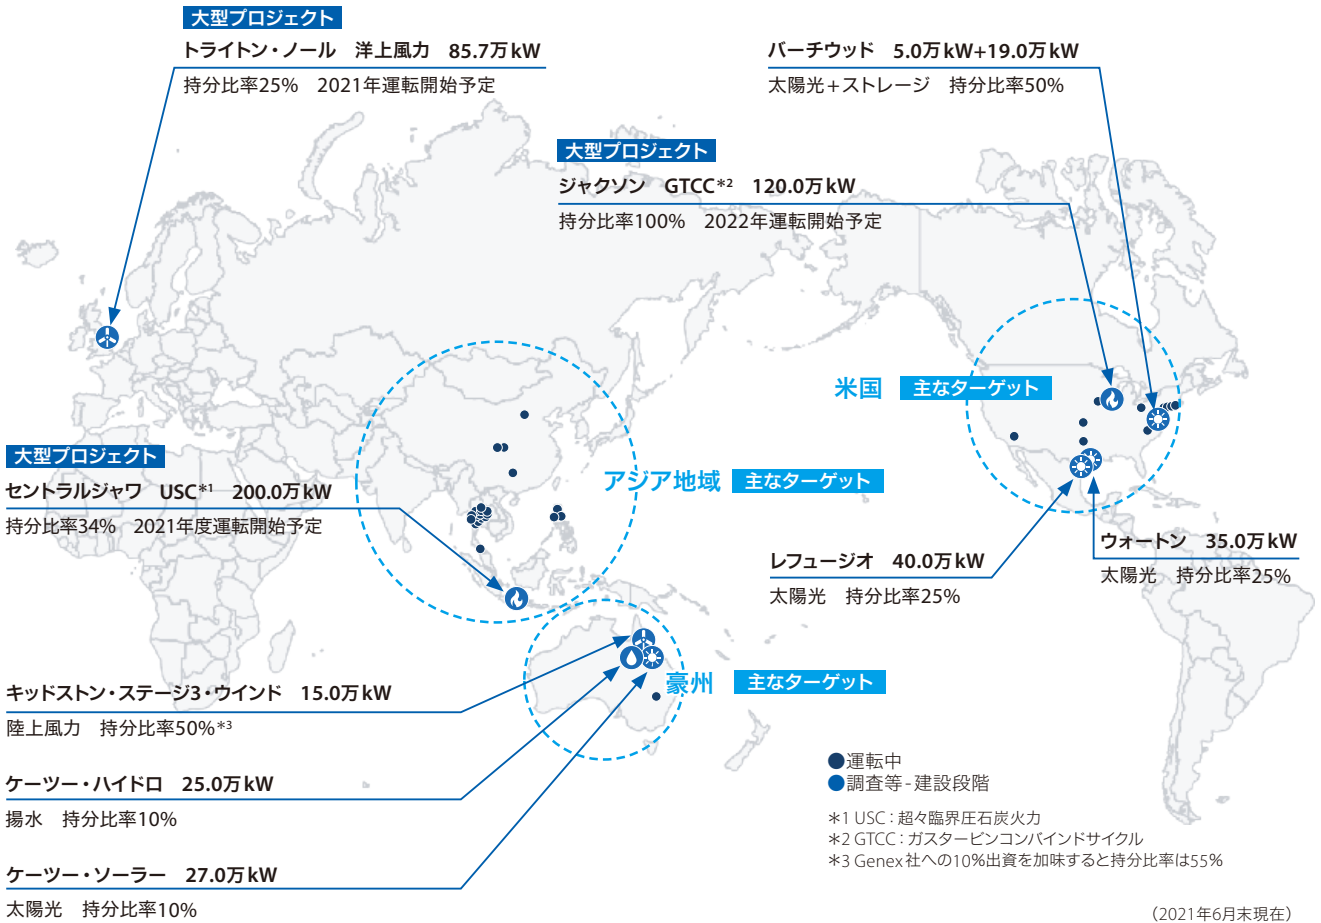 大型プロジェクト
トライトン・ノール　洋上風力　85.7万kW
持分比率25%　2021年運転開始予定
バーチウッド　5.0万kW+19.0万kW
太陽光+ストレージ　持分比率50%
大型プロジェクト
ジャクソン　GTCC*2　120.0万kW
持分比率100%　2022年運転開始予定
米国　主なターゲット
大型プロジェクト
セントラルジャワ　USC*1　200.0万kW
持分比率34%　2021年度運転開始予定
アジア地域　主なターゲット
レフュージオ　40.0万kW
太陽光　持分比率25%
ウォートン　35.0万kW
太陽光　持分比率25%
キッドストン・ステージ3・ウインド　15.0万kW
陸上風力　持分比率50%*3
豪州　主なターゲット
ケーツー・ハイドロ　25.0万kW
揚水　持分比率10%
ケーツー・ソーラー　27.0万kW
太陽光　持分比率10%
●運転中
●調査等-建設段階
*1 USC：超々臨界圧石炭火力
*2 GTCC：ガスタービンコンバインドサイクル
*3 Genex社への10%出資を加味すると持分比率は55%
（2021年6月末現在）